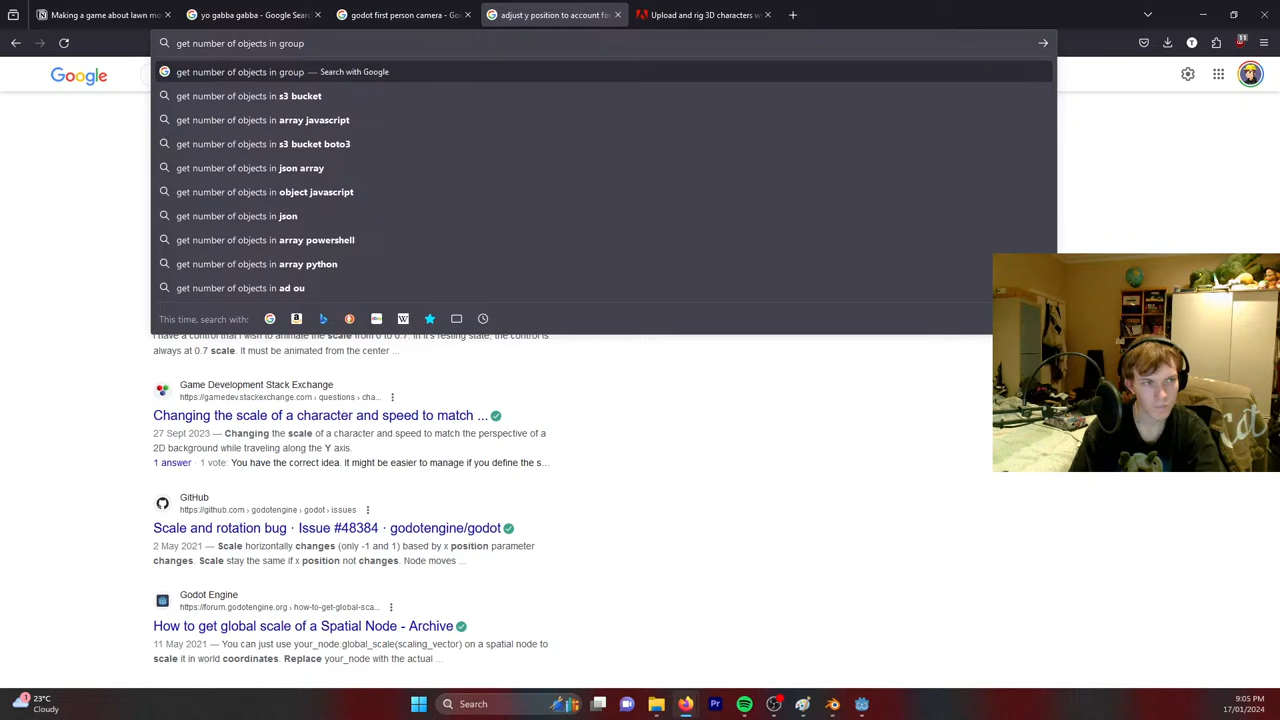 Making a game about lawn mo
yo gabba gabba - Google Sear
godot first person camera - Go
adjust y position to account for
Upload and rig 3D characters w
get number of objects in group
11
Google
get number of objects in group — Search with Google
get number of objects in s3 bucket
get number of objects in array javascript
get number of objects in s3 bucket boto3
get number of objects in json array
get number of objects in object javascript
get number of objects in json
get number of objects in array powershell
get number of objects in array python
get number of objects in ad ou
This time, search with:
always at 0.7 scale. It must be animated from the center ...
Game Development Stack Exchange
https://gamedev.stackexchange.com › questions › cha...
Changing the scale of a character and speed to match ...
27 Sept 2023 — Changing the scale of a character and speed to match the perspective of a
2D background while traveling along the Y axis.
1 answer · 1 vote: You have the correct idea. It might be easier to manage if you define the s...
GitHub
https://github.com › godotengine › godot › issues
Scale and rotation bug · Issue #48384 · godotengine/godot
2 May 2021 — Scale horizontally changes (only -1 and 1) based by x position parameter
changes. Scale stay the same if x position not changes. Node moves ...
Godot Engine
https://forum.godotengine.org › how-to-get-global-sca...
How to get global scale of a Spatial Node - Archive
11 May 2021 — You can just use your_node.global_scale(scaling_vector) on a spatial node to
scale it in world coordinates. Replace your_node with the actual ...
1
23°C
Cloudy
Search
Pr
9:05 PM
17/01/2024